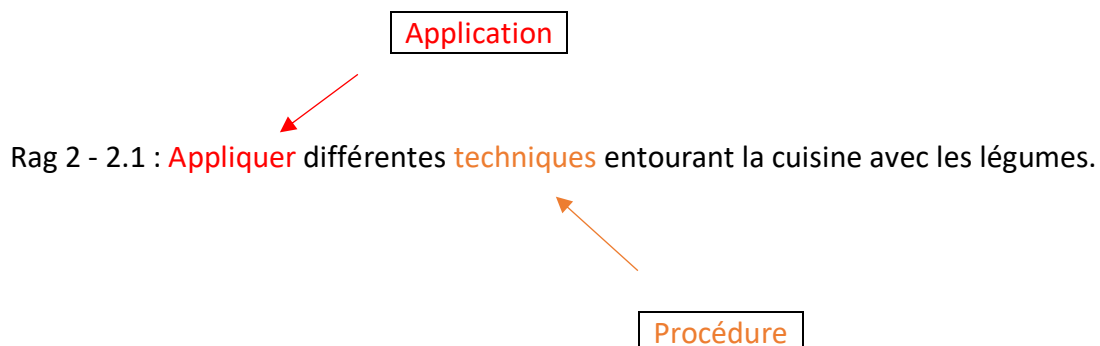 Application
Rag 2 - 2.1 : Appliquer différentes techniques entourant la cuisine avec les légumes.
Procédure